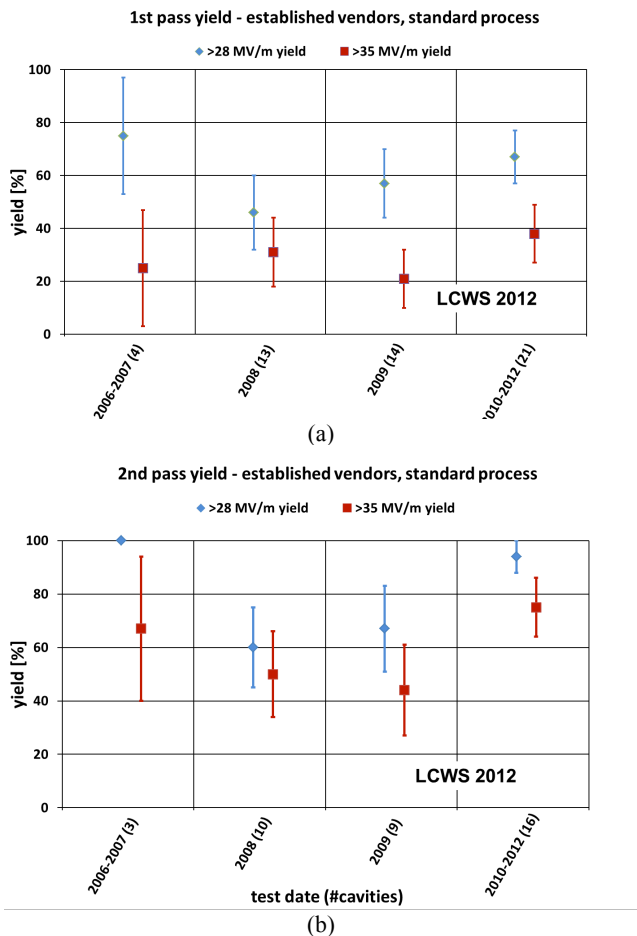 1st pass yield - established vendors, standard process
>28 MV/m yield >35 MV/m yield
100
80
60
40
20
0
yield [%]
LCWS 2012
2006-2007 (4)
2008 (13)
2009 (14)
2010-2012 (21)
(a)
2nd pass yield - established vendors, standard process
>28 MV/m yield >35 MV/m yield
100
80
60
40
20
0
yield [%]
LCWS 2012
2006-2007 (3)
2008 (10)
2009 (9)
2010-2012 (16)
test date (#cavities)
(b)